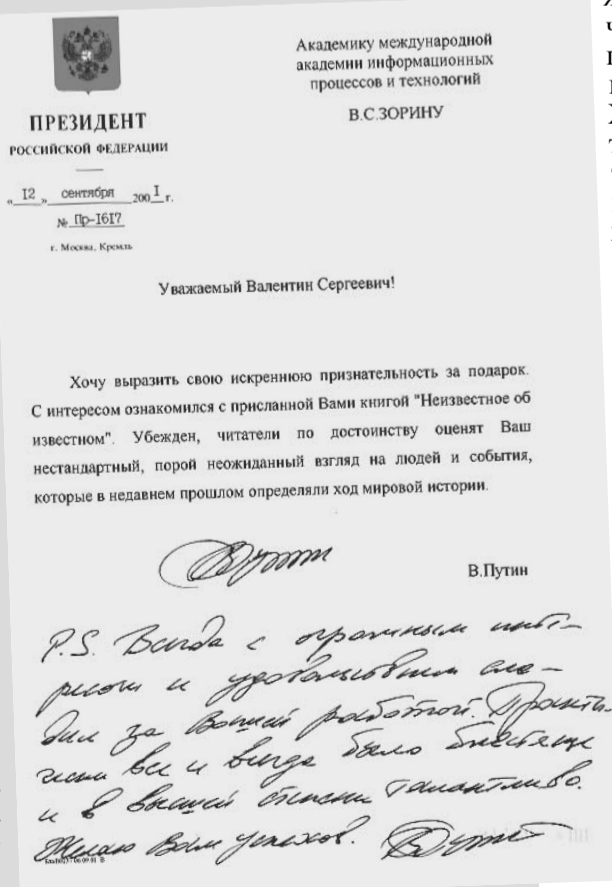 ПРЕЗИДЕНТ
РОССИЙСКОЙ ФЕДЕРАЦИИ
„ 12 „ сентября 2001 г.
№ Пр-1617
г. Москва, Кремль
Академику международной
академии информационных
процессов и технологий
В.С.ЗОРИНУ
Уважаемый Валентин Сергеевич!
Хочу выразить свою искреннюю признательность за подарок.
С интересом ознакомился с присланной Вами книгой "Неизвестное об
известном". Убежден, читатели по достоинству оценят Ваш
нестандартный, порой неожиданный взгляд на людей и события,
которые в недавнем прошлом определяли ход мировой истории.
В.Путин
P.S. Всегда с огромным инте-
ресом и удовольствием сле-
дил за Вашей работой. Практи-
чески все и всегда было блестяще
и в высшей степени талантливо.
Желаю Вам успехов.